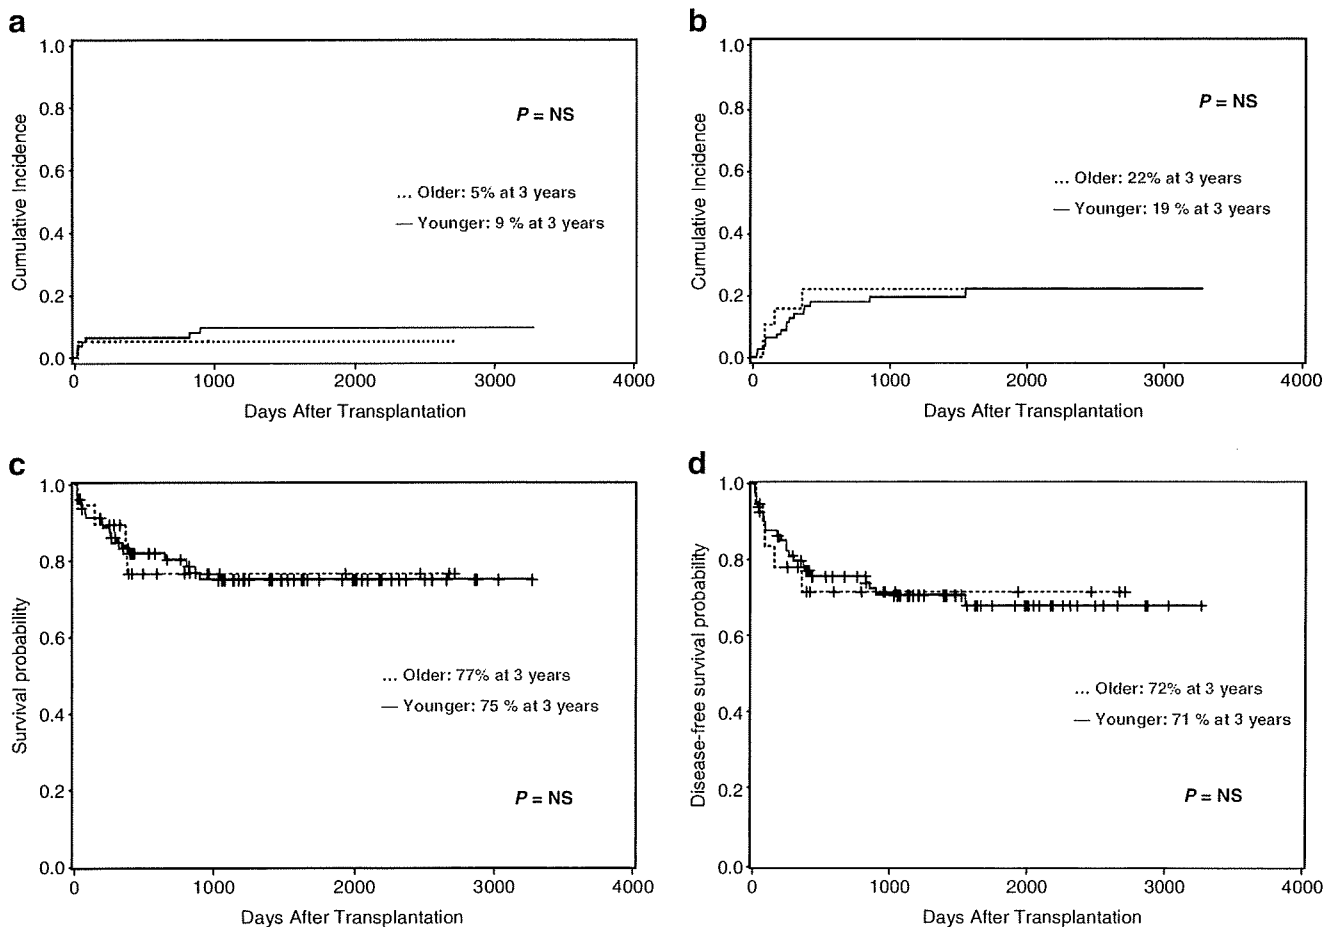 a
1.0
0.8
0.6
0.4
0.2
0.0
Cumulative Incidence
P = NS
... Older: 5% at 3 years
— Younger: 9 % at 3 years
0 1000 2000 3000 4000
Days After Transplantation
b
1.0
0.8
0.6
0.4
0.2
0.0
Cumulative Incidence
P = NS
... Older: 22% at 3 years
— Younger: 19 % at 3 years
0 1000 2000 3000 4000
Days After Transplantation
c
1.0
0.8
0.6
0.4
0.2
0.0
Survival probability
... Older: 77% at 3 years
— Younger: 75 % at 3 years
P = NS
0 1000 2000 3000 4000
Days After Transplantation
d
1.0
0.8
0.6
0.4
0.2
0.0
Disease-free survival probability
... Older: 72% at 3 years
— Younger: 71 % at 3 years
P = NS
0 1000 2000 3000 4000
Days After Transplantation